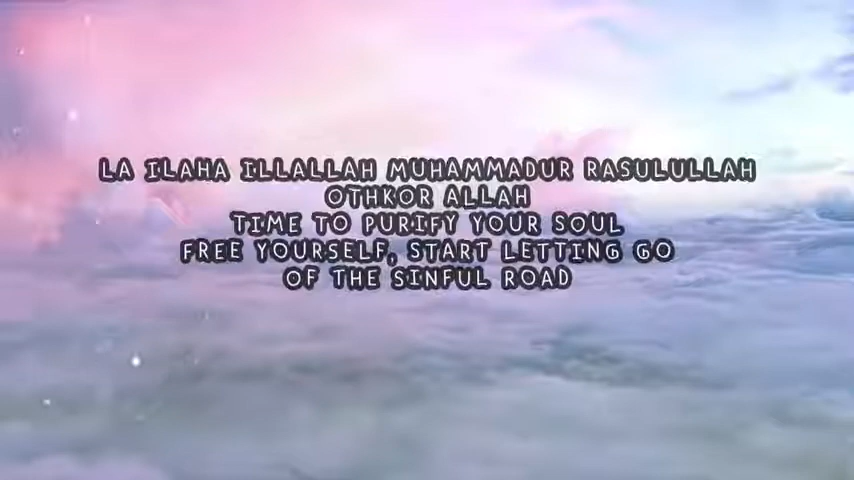 LA ILAHA ILLALLAH MUHAMMADUR RASULULLAH
OTHKOR ALLAH
TIME TO PURIFY YOUR SOUL
FREE YOURSELF, START LETTING GO
OF THE SINFUL ROAD